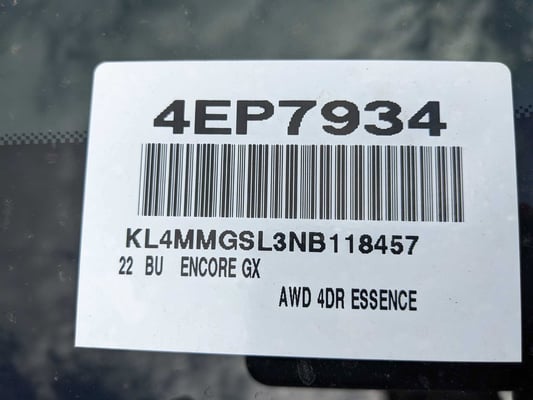 4EP7934
KL4MMGSL3NB118457
22 BU ENCORE GX
AWD 4DR ESSENCE